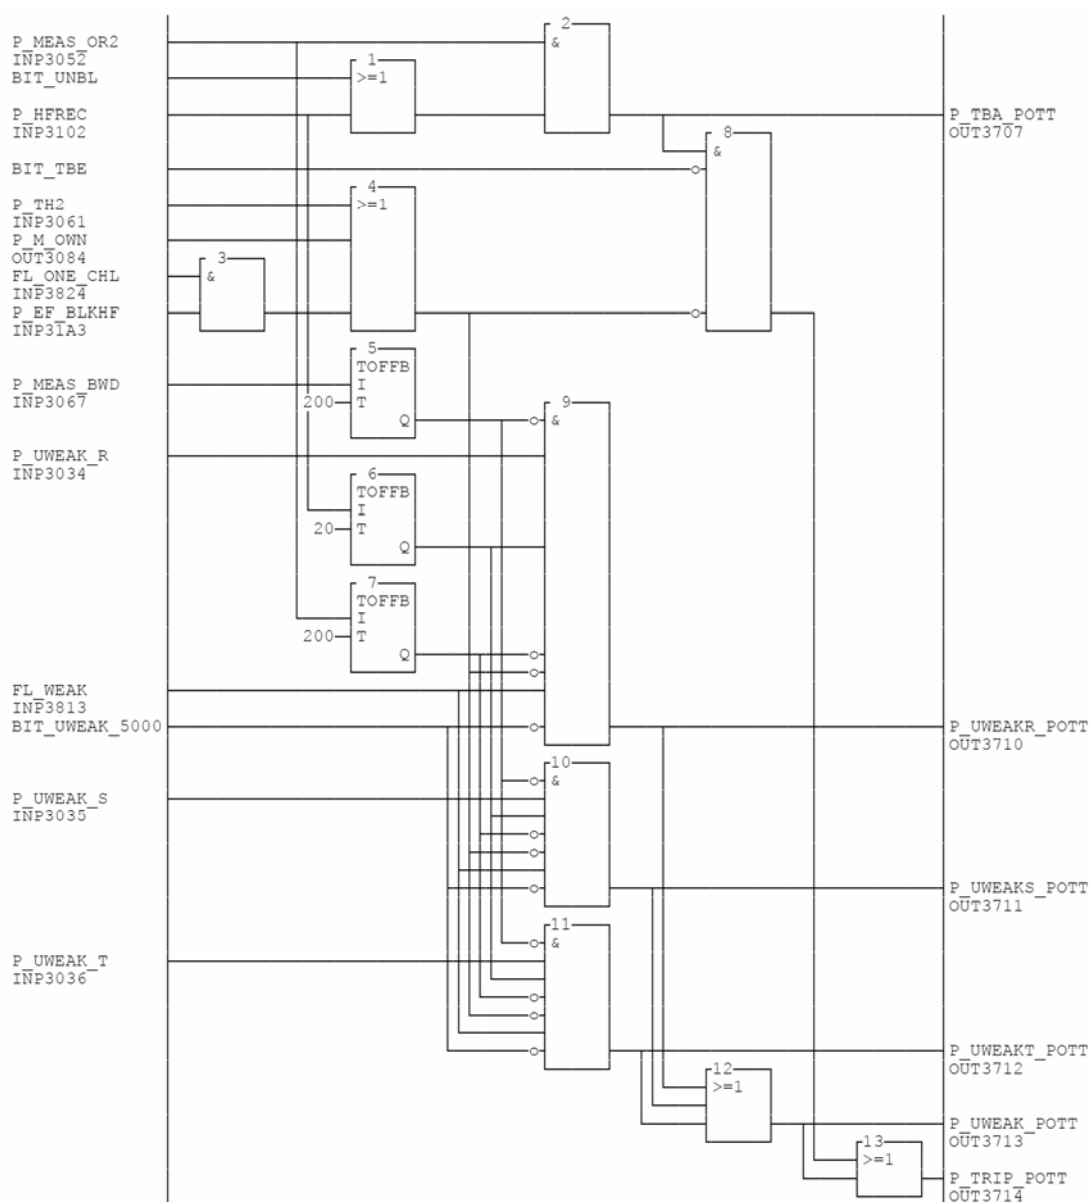 2
P_MEAS_OR2
&
INP3052
1
BIT_UNBL
>=1
P_HFREC
P_TBA_POTT
INP3102
OUT3707
8
&
BIT_TBE
4
P_TH2
>=1
INP3061
P_M_OWN
OUT3084
3
FL_ONE_CHL
&
INP3824
P_EF_BLKHF
INP31A3
5
TOFFB
P_MEAS_BWD
I
INP3067
200
T
9
Q
&
P_UWEAK_R
INP3034
6
TOFFB
I
20
T
Q
7
TOFFB
I
200
T
Q
FL_WEAK
INP3813
BIT_UWEAK_5000
P_UWEAKR_POTT
OUT3710
10
&
P_UWEAK_S
INP3035
P_UWEAKS_POTT
OUT3711
11
&
P_UWEAK_T
INP3036
P_UWEAKT_POTT
OUT3712
12
>=1
P_UWEAK_POTT
OUT3713
13
>=1
P_TRIP_POTT
OUT3714